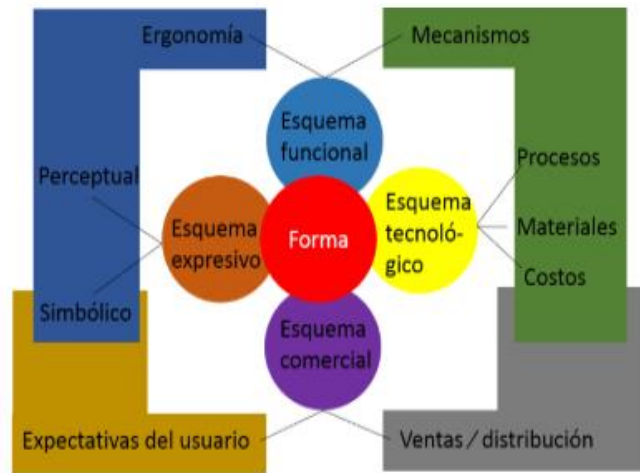 Ergonomía
Mecanismos
Esquema
funcional
Procesos
Perceptual
Esquema
expresivo
Forma
Esquema
tecnoló-
gico
Materiales
Costos
Simbólico
Esquema
comercial
Expectativas del usuario
Ventas / distribución